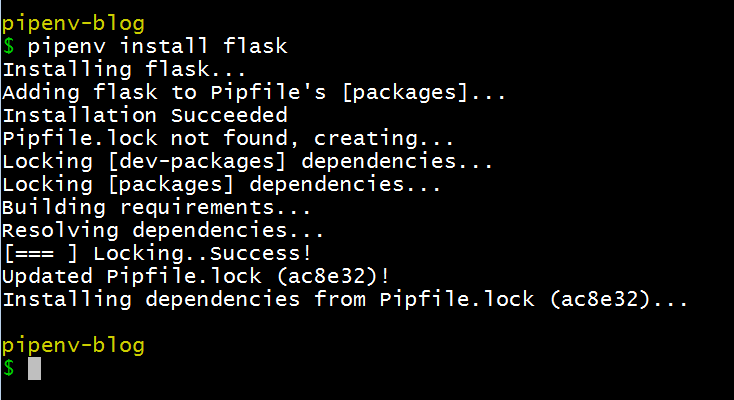 pipenv-blog
$ pipenv install flask
Installing flask...
Adding flask to Pipfile's [packages]...
Installation Succeeded
Pipfile.lock not found, creating...
Locking [dev-packages] dependencies...
Locking [packages] dependencies...
Building requirements...
Resolving dependencies...
[=== ] Locking..Success!
Updated Pipfile.lock (ac8e32)!
Installing dependencies from Pipfile.lock (ac8e32)...
pipenv-blog
$